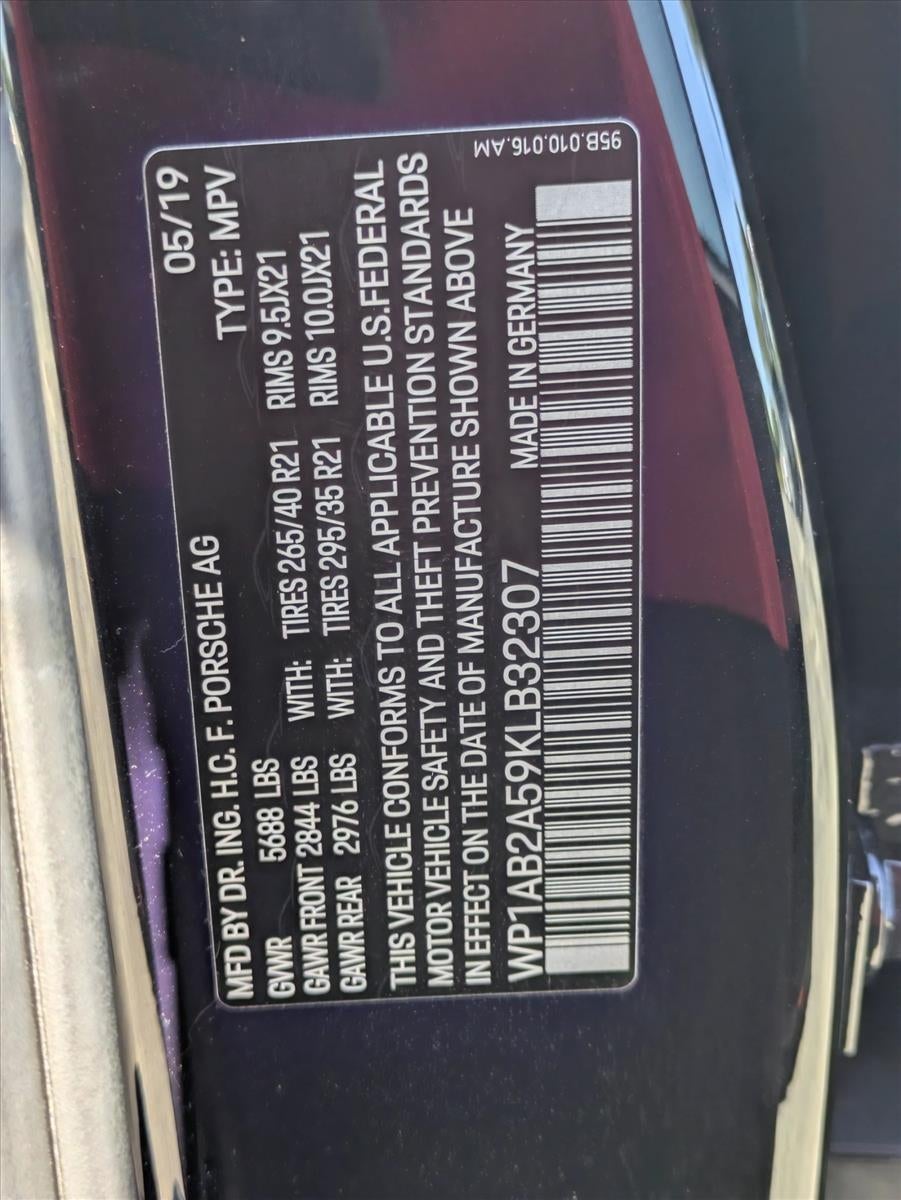 05/19
MFD BY DR. ING. H.C. F. PORSCHE AG TYPE: MPV
GVWR 5688 LBS
GAWR FRONT 2844 LBS WITH: TIRES 265/40 R21 RIMS 9.5JX21
GAWR REAR 2976 LBS WITH: TIRES 295/35 R21 RIMS 10.0JX21
THIS VEHICLE CONFORMS TO ALL APPLICABLE U.S.FEDERAL
MOTOR VEHICLE SAFETY AND THEFT PREVENTION STANDARDS
IN EFFECT ON THE DATE OF MANUFACTURE SHOWN ABOVE
WP1AB2A59KLB32307 MADE IN GERMANY
95B.010.016.AM